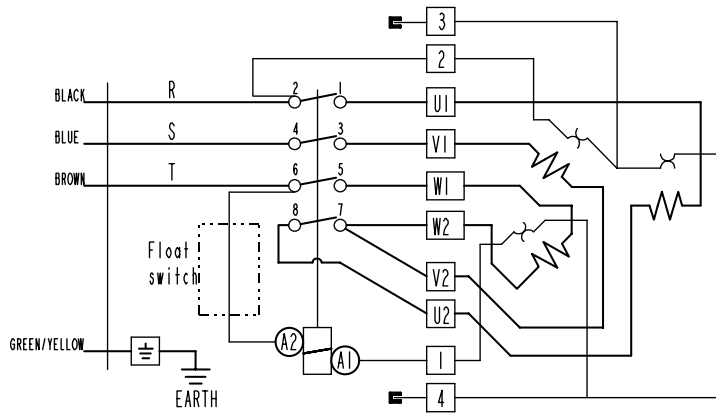 3
2
BLACK R 2 1 U1
BLUE S 4 3 V1
BROWN T 6 5 W1
8 7 W2
Float
switch
V2
U2
GREEN/YELLOW A2 A1 1
EARTH 4